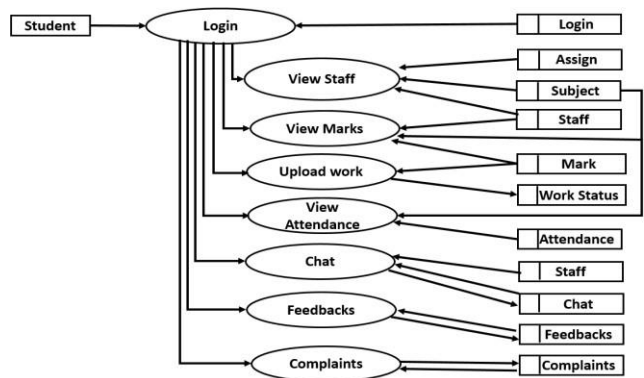 Student
Login
Login
View Staff
Assign
Subject
Staff
View Marks
Mark
Upload work
Work Status
View
Attendance
Attendance
Chat
Staff
Chat
Feedbacks
Feedbacks
Complaints
Complaints